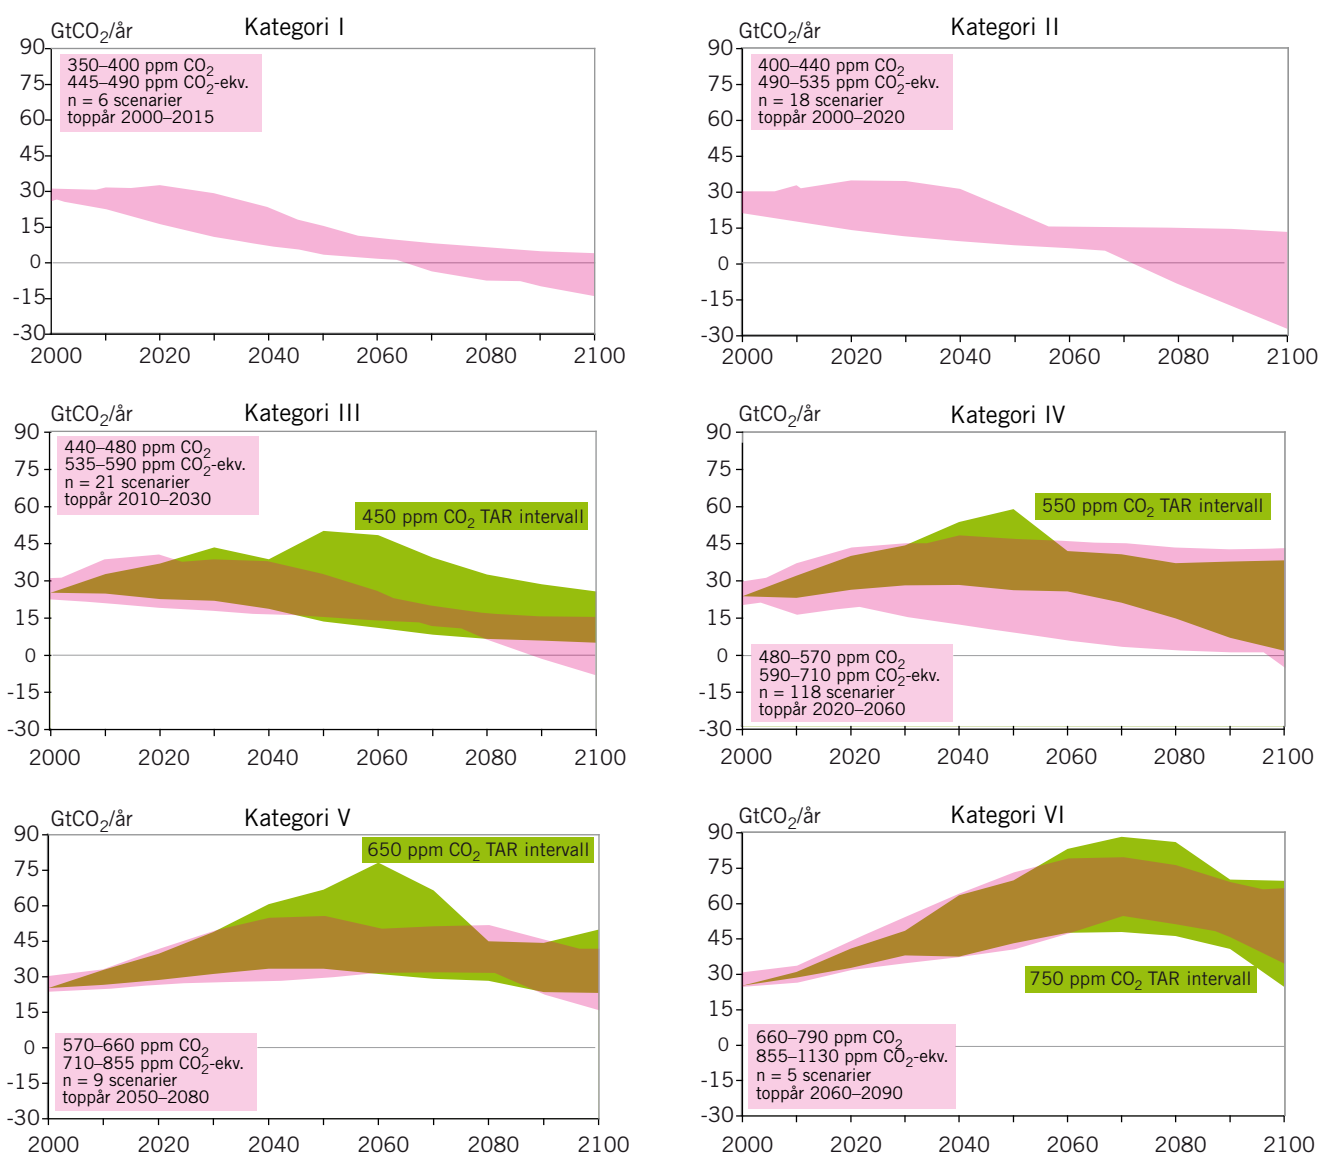 GtCO2/år
Kategori I
90
75
60
45
30
15
0
-15
-30
350–400 ppm CO2
445–490 ppm CO2-ekv.
n = 6 scenarier
toppår 2000–2015
2000 2020 2040 2060 2080 2100
GtCO2/år
Kategori II
90
75
60
45
30
15
0
-15
-30
400–440 ppm CO2
490–535 ppm CO2-ekv.
n = 18 scenarier
toppår 2000–2020
2000 2020 2040 2060 2080 2100
GtCO2/år
Kategori III
90
75
60
45
30
15
0
-15
-30
440–480 ppm CO2
535–590 ppm CO2-ekv.
n = 21 scenarier
toppår 2010–2030
450 ppm CO2 TAR intervall
2000 2020 2040 2060 2080 2100
GtCO2/år
Kategori IV
90
75
60
45
30
15
0
-15
-30
550 ppm CO2 TAR intervall
480–570 ppm CO2
590–710 ppm CO2-ekv.
n = 118 scenarier
toppår 2020–2060
2000 2020 2040 2060 2080 2100
GtCO2/år
Kategori V
90
75
60
45
30
15
0
-15
-30
650 ppm CO2 TAR intervall
570–660 ppm CO2
710–855 ppm CO2-ekv.
n = 9 scenarier
toppår 2050–2080
2000 2020 2040 2060 2080 2100
GtCO2/år
Kategori VI
90
75
60
45
30
15
0
-15
-30
750 ppm CO2 TAR intervall
660–790 ppm CO2
855–1130 ppm CO2-ekv.
n = 5 scenarier
toppår 2060–2090
2000 2020 2040 2060 2080 2100